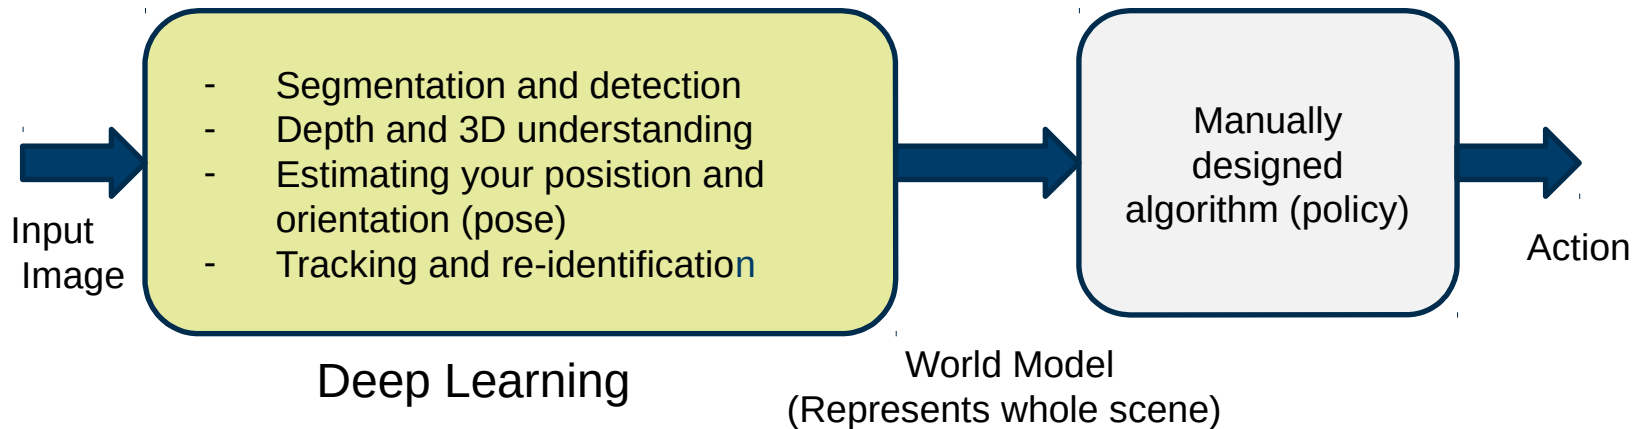 - Segmentation and detection
- Depth and 3D understanding
- Estimating your posistion and
orientation (pose)
- Tracking and re-identification
Input
Image
Deep Learning
World Model
(Represents whole scene)
Manually
designed
algorithm (policy)
Action